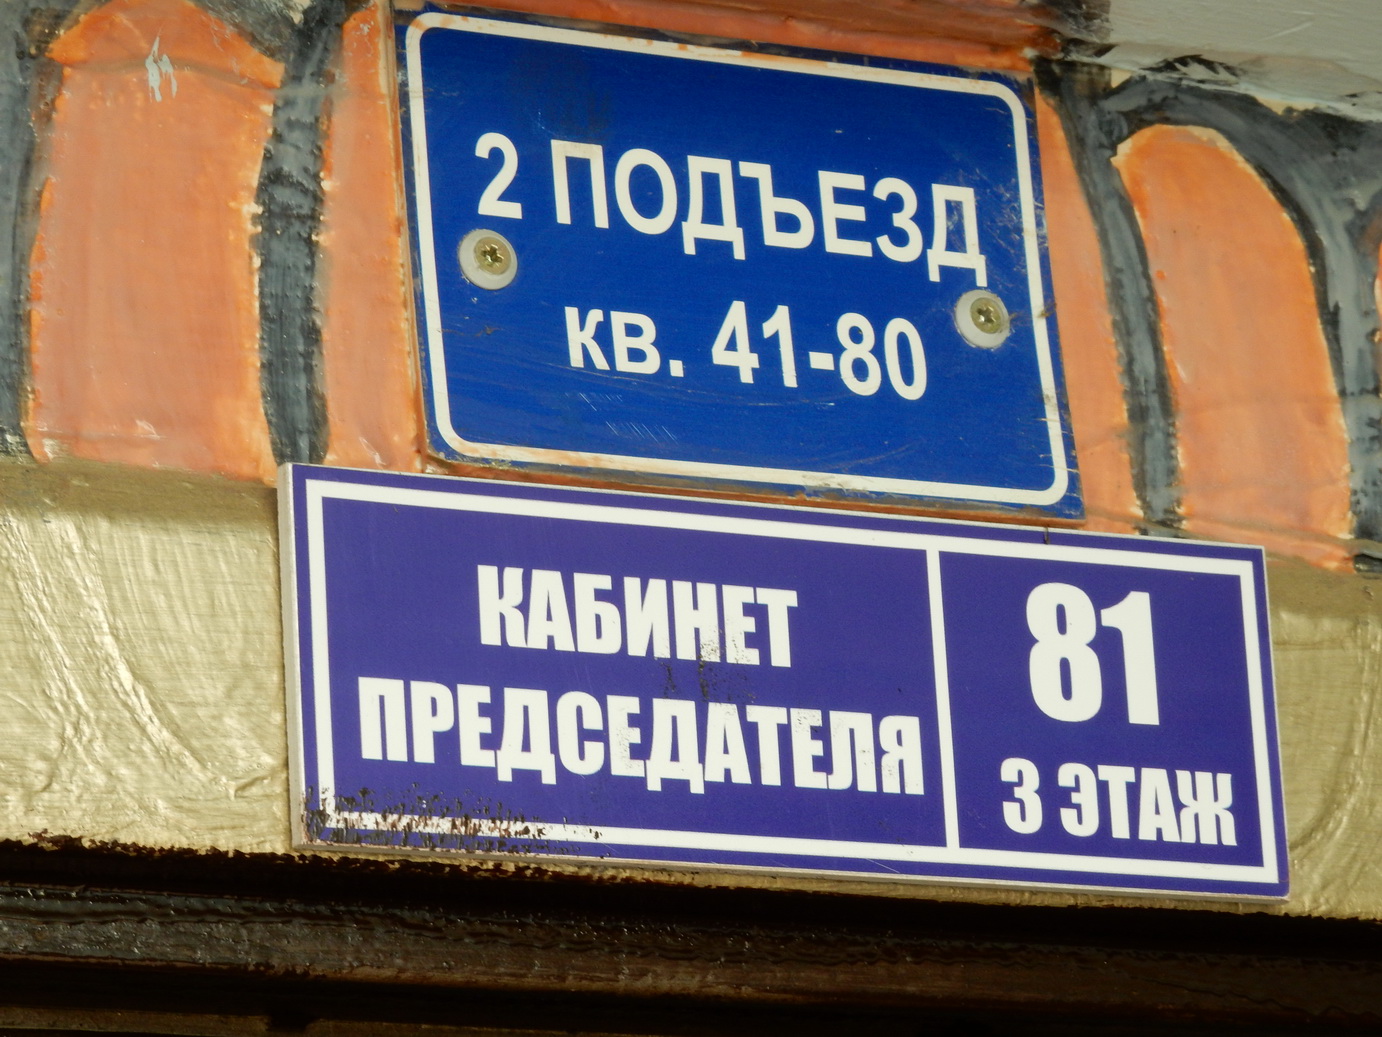 2 ПОДЪЕЗД
кв. 41-80
КАБИНЕТ
ПРЕДСЕДАТЕЛЯ
81
3 ЭТАЖ